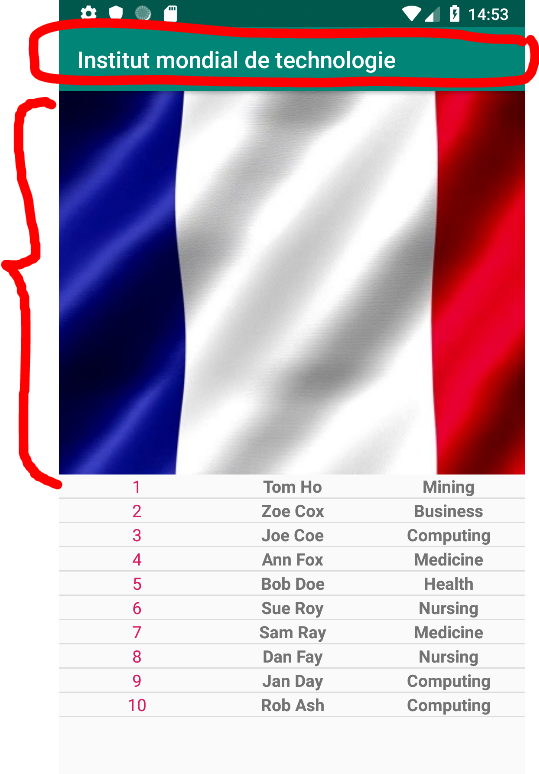 14:53
Institut mondial de technologie
1 Tom Ho Mining
2 Zoe Cox Business
3 Joe Coe Computing
4 Ann Fox Medicine
5 Bob Doe Health
6 Sue Roy Nursing
7 Sam Ray Medicine
8 Dan Fay Nursing
9 Jan Day Computing
10 Rob Ash Computing